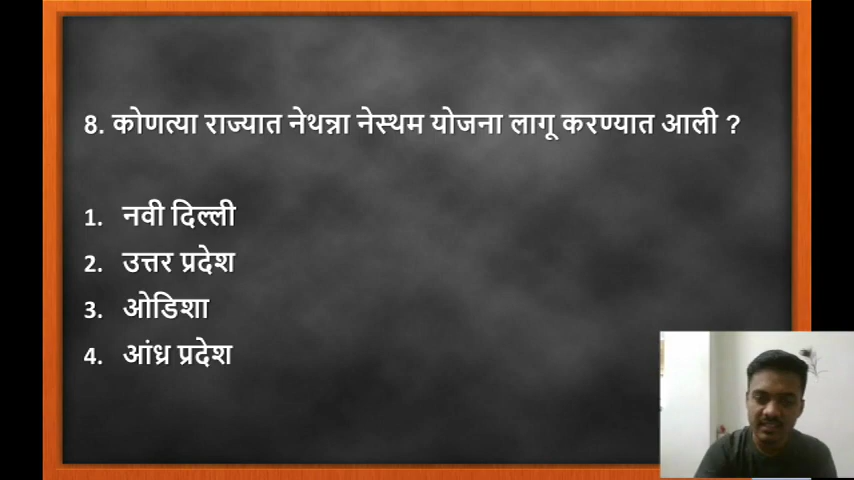 8. कोणत्या राज्यात नेथन्ना नेस्थम योजना लागू करण्यात आली ?
1. नवी दिल्ली
2. उत्तर प्रदेश
3. ओडिशा
4. आंध्र प्रदेश